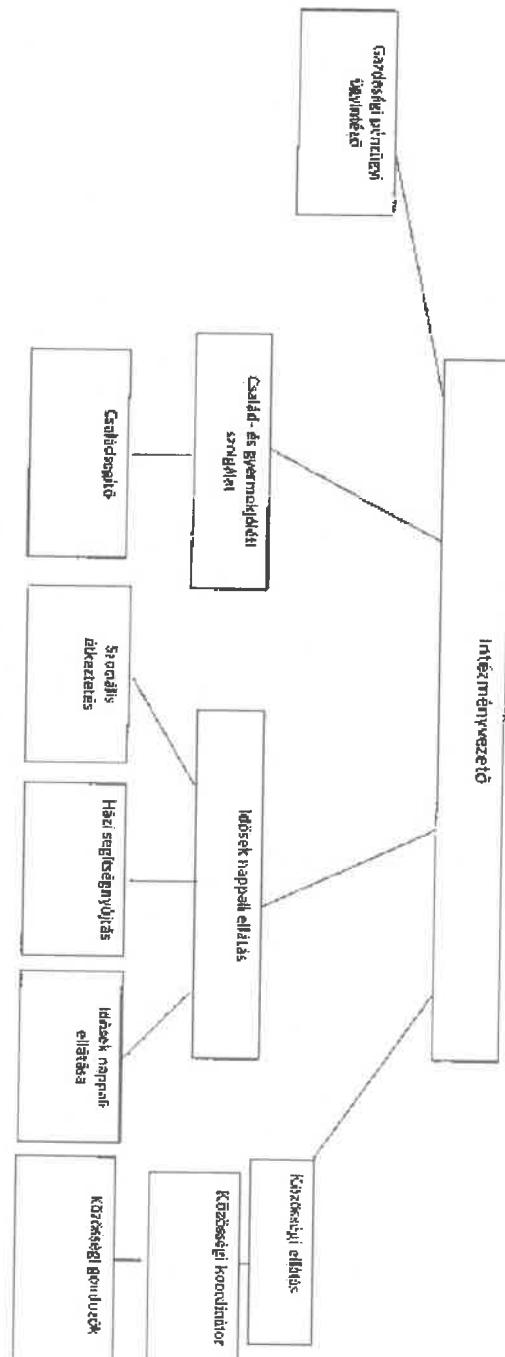 Intézményvezető
Gazdasági pénzügyi
ügyintéző
Család- és gyermekjóléti
szolgálat
Idősek nappali ellátás
Közösségi ellátás
Közösségi koordinátor
Családsegítő
Szociális
étkeztetés
Házi segítségnyújtás
Idősek nappali
ellátása
Közösségi gondozók